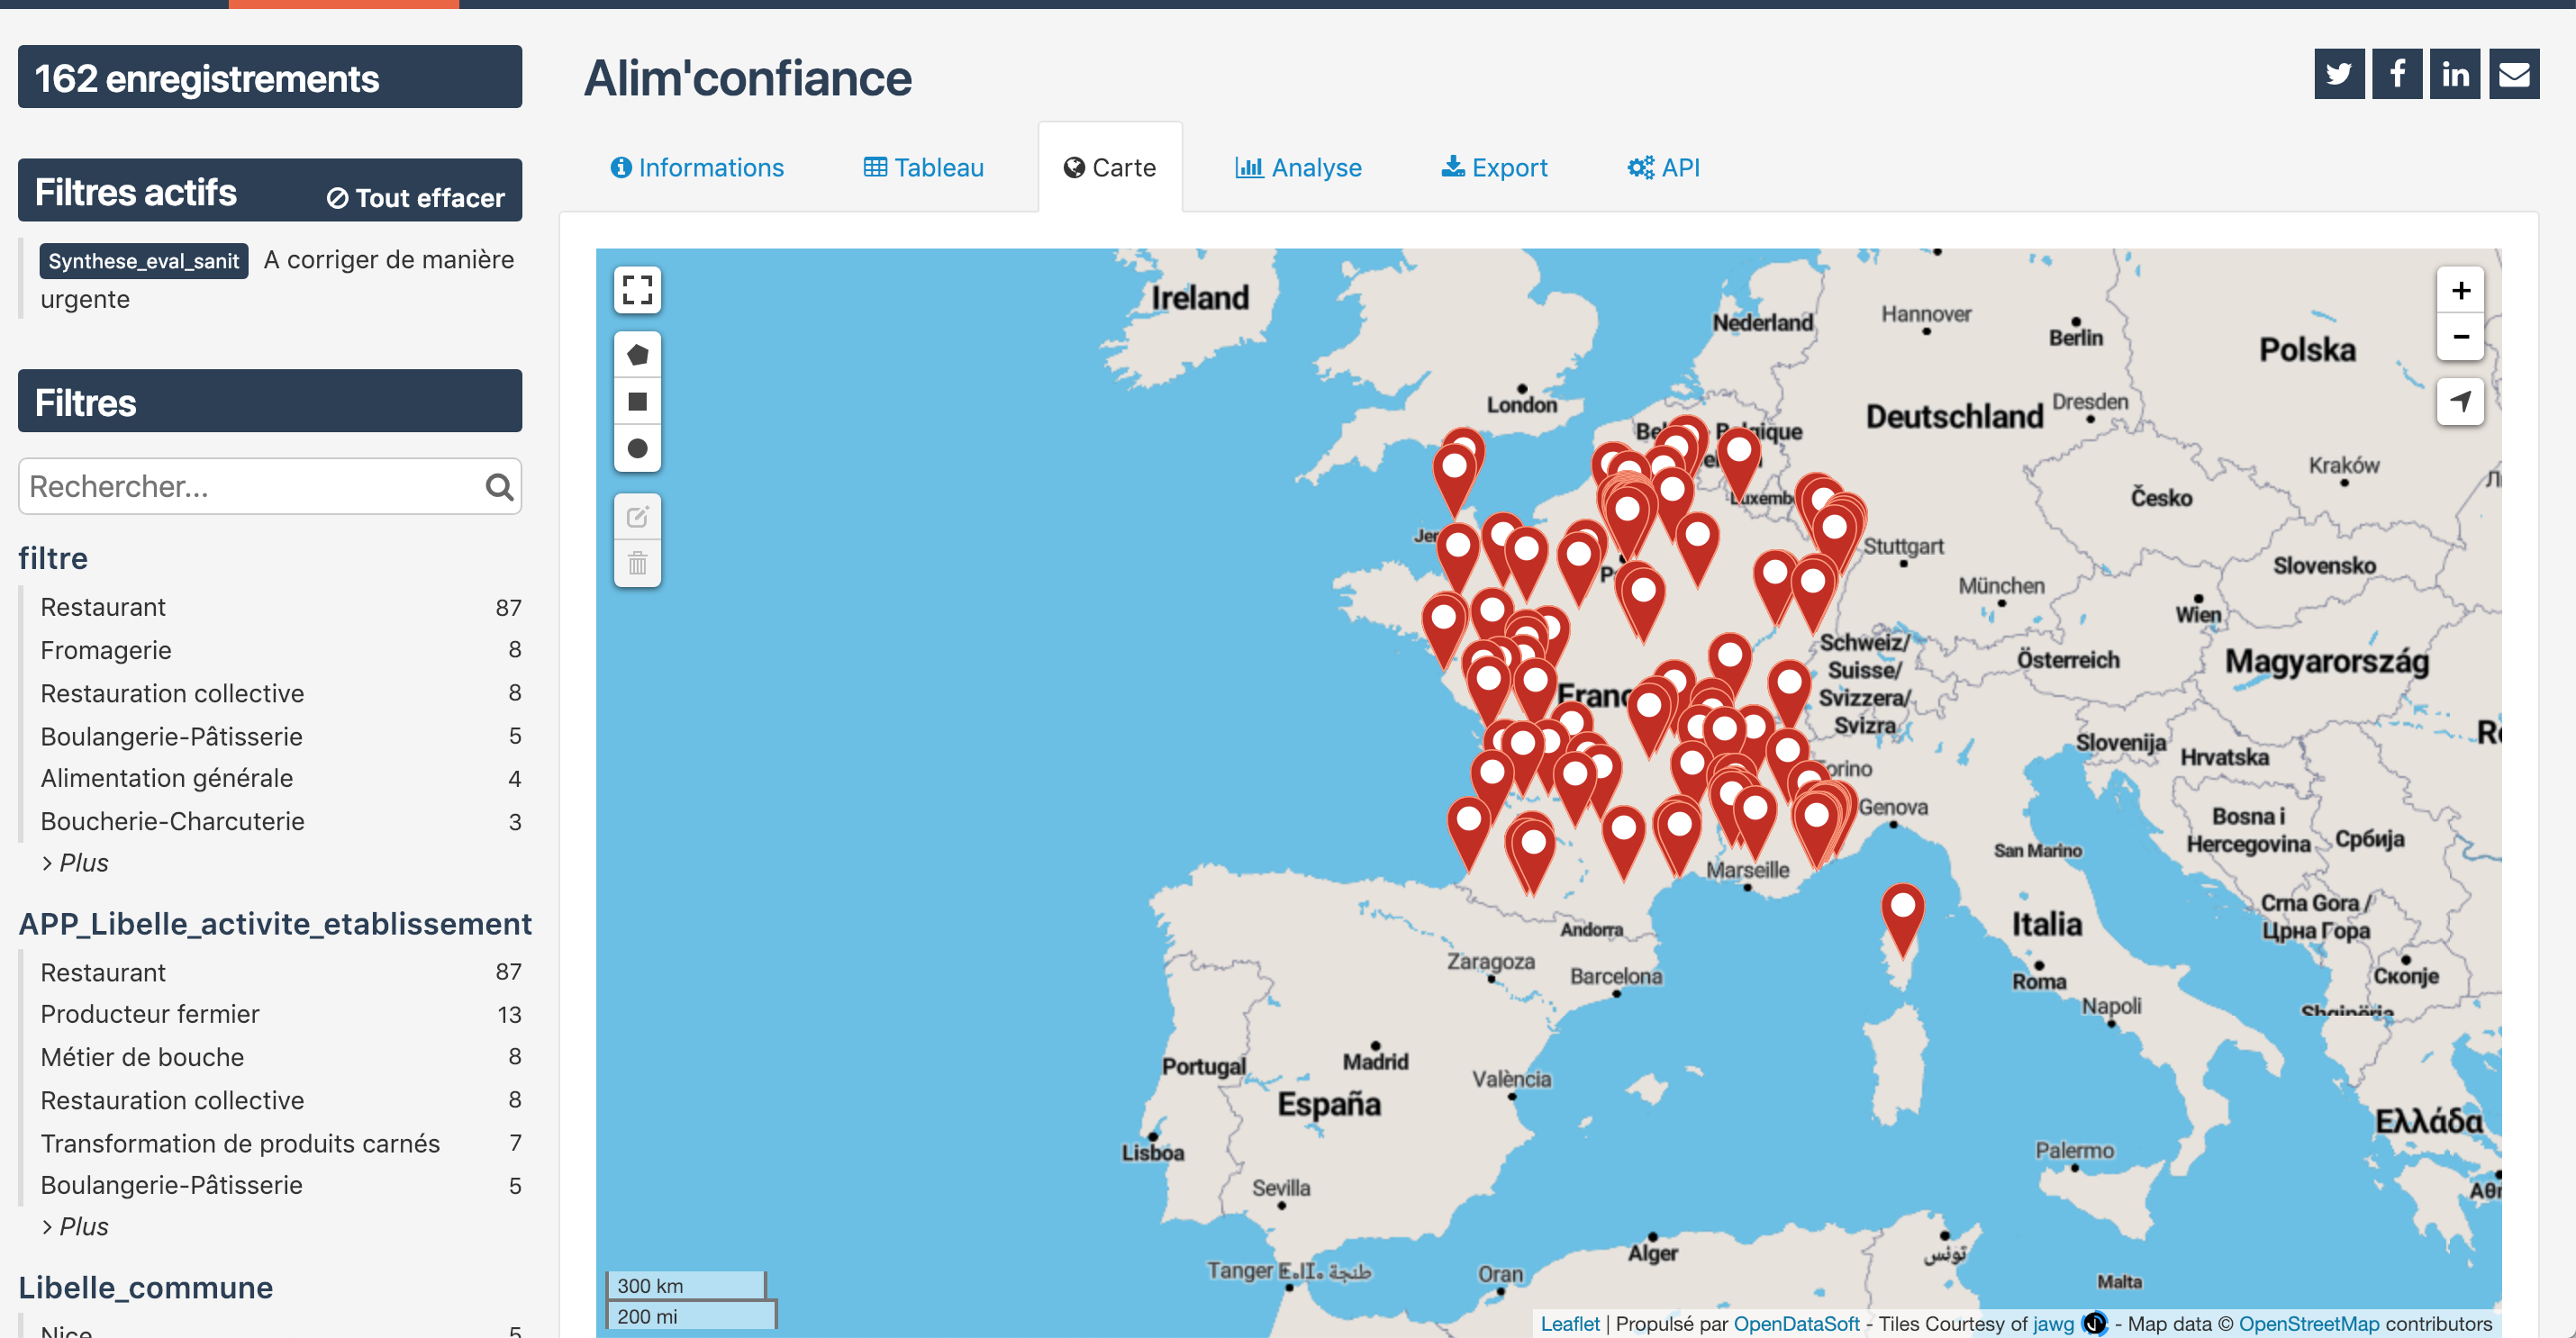 162 enregistrements
Filtres actifs
Tout effacer
Synthese_eval_sanit A corriger de manière
urgente
Filtres
Rechercher...
filtre
Restaurant 87
Fromagerie 8
Restauration collective 8
Boulangerie-Pâtisserie 5
Alimentation générale 4
Boucherie-Charcuterie 3
> Plus
APP_Libelle_activite_etablissement
Restaurant 87
Producteur fermier 13
Métier de bouche 8
Restauration collective 8
Transformation de produits carnés 7
Boulangerie-Pâtisserie 5
> Plus
Libelle_commune
Nice 5
Alim'confiance
Informations
Tableau
Carte
Analyse
Export
API
+
−
Ireland
Nederland
Hannover
Berlin
Polska
London
Deutschland
Dresden
Kraków
Česko
Stuttgart
Slovensko
München
Wien
Schweiz/
Suisse/
Svizzera/
Svizra
Österreich
Magyarország
Slovenija
Hrvatska
Genova
Bosna i
Hercegovina
Србија
San Marino
Marseille
Crna Gora /
Црна Гора
Italia
Andorra
Zaragoza
Barcelona
Roma
Скопје
Napoli
Madrid
Portugal
València
España
Ελλάδα
Lisboa
Palermo
Sevilla
Alger
تونس
Tanger ⵟⴰⵏⵊⴰ طنجة
Oran
Malta
300 km
200 mi
Leaflet | Propulsé par OpenDataSoft - Tiles Courtesy of jawg - Map data © OpenStreetMap contributors